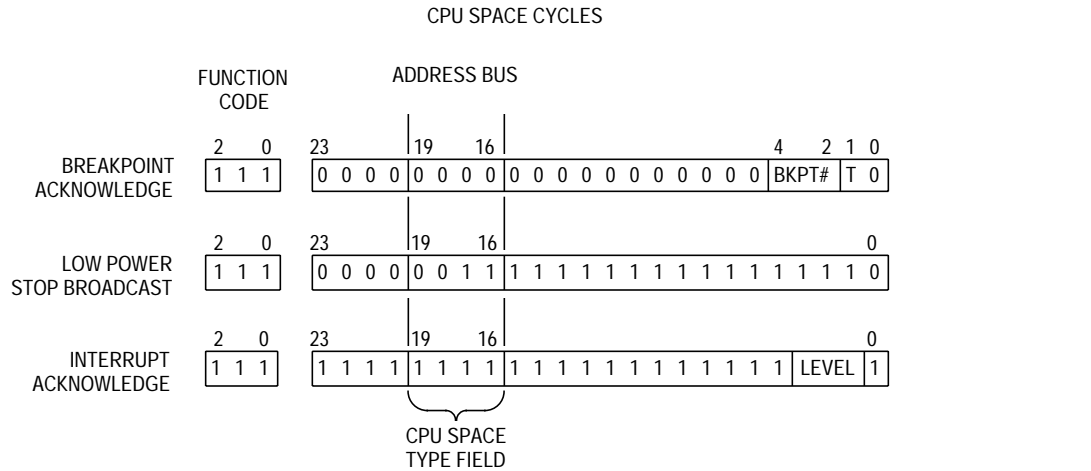 CPU SPACE CYCLES
FUNCTION CODE
ADDRESS BUS
2 0 23 19 16 4 2 1 0
BREAKPOINT ACKNOWLEDGE
1 1 1 0 0 0 0 0 0 0 0 0 0 0 0 0 0 0 0 0 0 0 BKPT# T 0
2 0 23 19 16 0
LOW POWER STOP BROADCAST
1 1 1 0 0 0 0 0 0 1 1 1 1 1 1 1 1 1 1 1 1 1 1 1 1 1 0
2 0 23 19 16 0
INTERRUPT ACKNOWLEDGE
1 1 1 1 1 1 1 1 1 1 1 1 1 1 1 1 1 1 1 1 1 1 1 LEVEL 1
CPU SPACE
TYPE FIELD